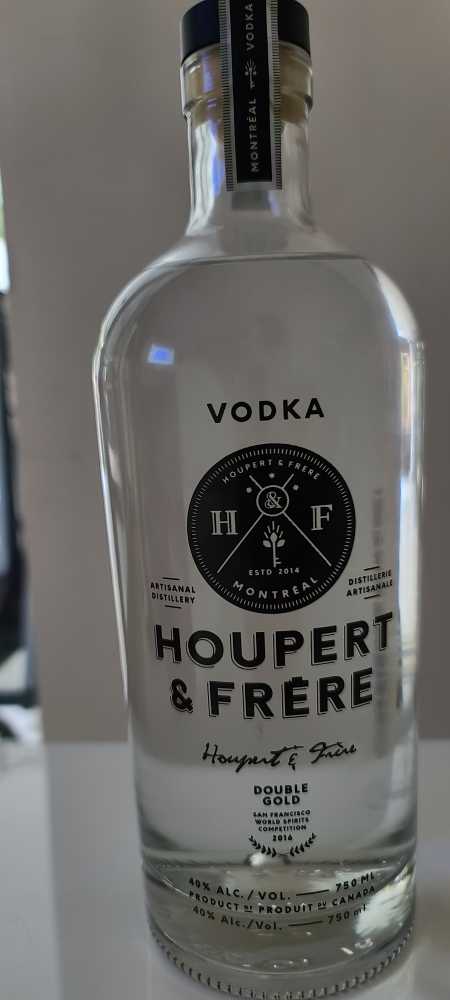 VODKA
MONTRÉAL
VODKA
HOUPERT & FRÈRE
&
H F
ESTD 2014
MONTRÉAL
ARTISANAL
DISTILLERY
DISTILLERIE
ARTISANALE
HOUPERT
& FRÈRE
Houpert & Frère
DOUBLE
GOLD
SAN FRANCISCO
WORLD SPIRITS
COMPETITION
2016
40% ALC. / VOL. 750 ML
PRODUCT OF PRODUIT DU CANADA
40% Alc./Vol. 750 ml